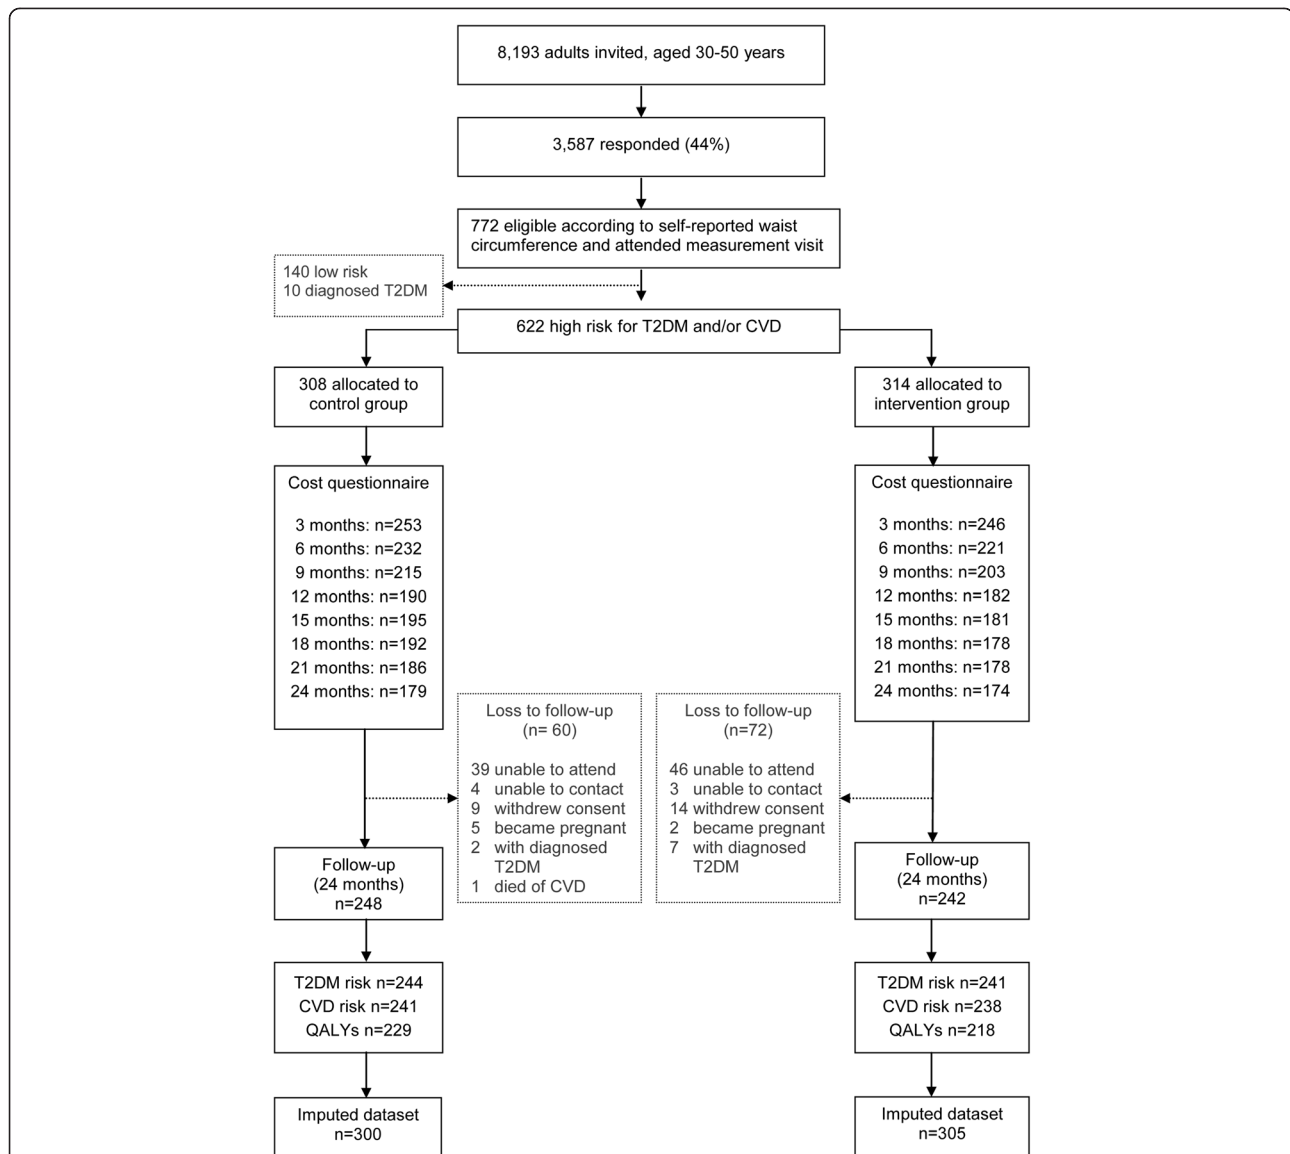 8,193 adults invited, aged 30-50 years
3,587 responded (44%)
772 eligible according to self-reported waist
circumference and attended measurement visit
140 low risk
10 diagnosed T2DM
622 high risk for T2DM and/or CVD
308 allocated to
control group
314 allocated to
intervention group
Cost questionnaire
3 months: n=253
6 months: n=232
9 months: n=215
12 months: n=190
15 months: n=195
18 months: n=192
21 months: n=186
24 months: n=179
Cost questionnaire
3 months: n=246
6 months: n=221
9 months: n=203
12 months: n=182
15 months: n=181
18 months: n=178
21 months: n=178
24 months: n=174
Loss to follow-up
(n= 60)
39 unable to attend
4 unable to contact
9 withdrew consent
5 became pregnant
2 with diagnosed
T2DM
1 died of CVD
Loss to follow-up
(n=72)
46 unable to attend
3 unable to contact
14 withdrew consent
2 became pregnant
7 with diagnosed
T2DM
Follow-up
(24 months)
n=248
Follow-up
(24 months)
n=242
T2DM risk n=244
CVD risk n=241
QALYs n=229
T2DM risk n=241
CVD risk n=238
QALYs n=218
Imputed dataset
n=300
Imputed dataset
n=305